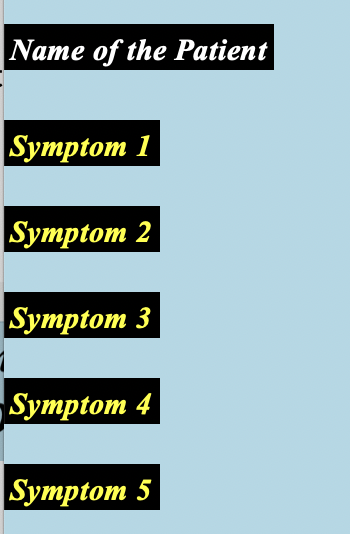 Name of the Patient
Symptom 1
Symptom 2
Symptom 3
Symptom 4
Symptom 5